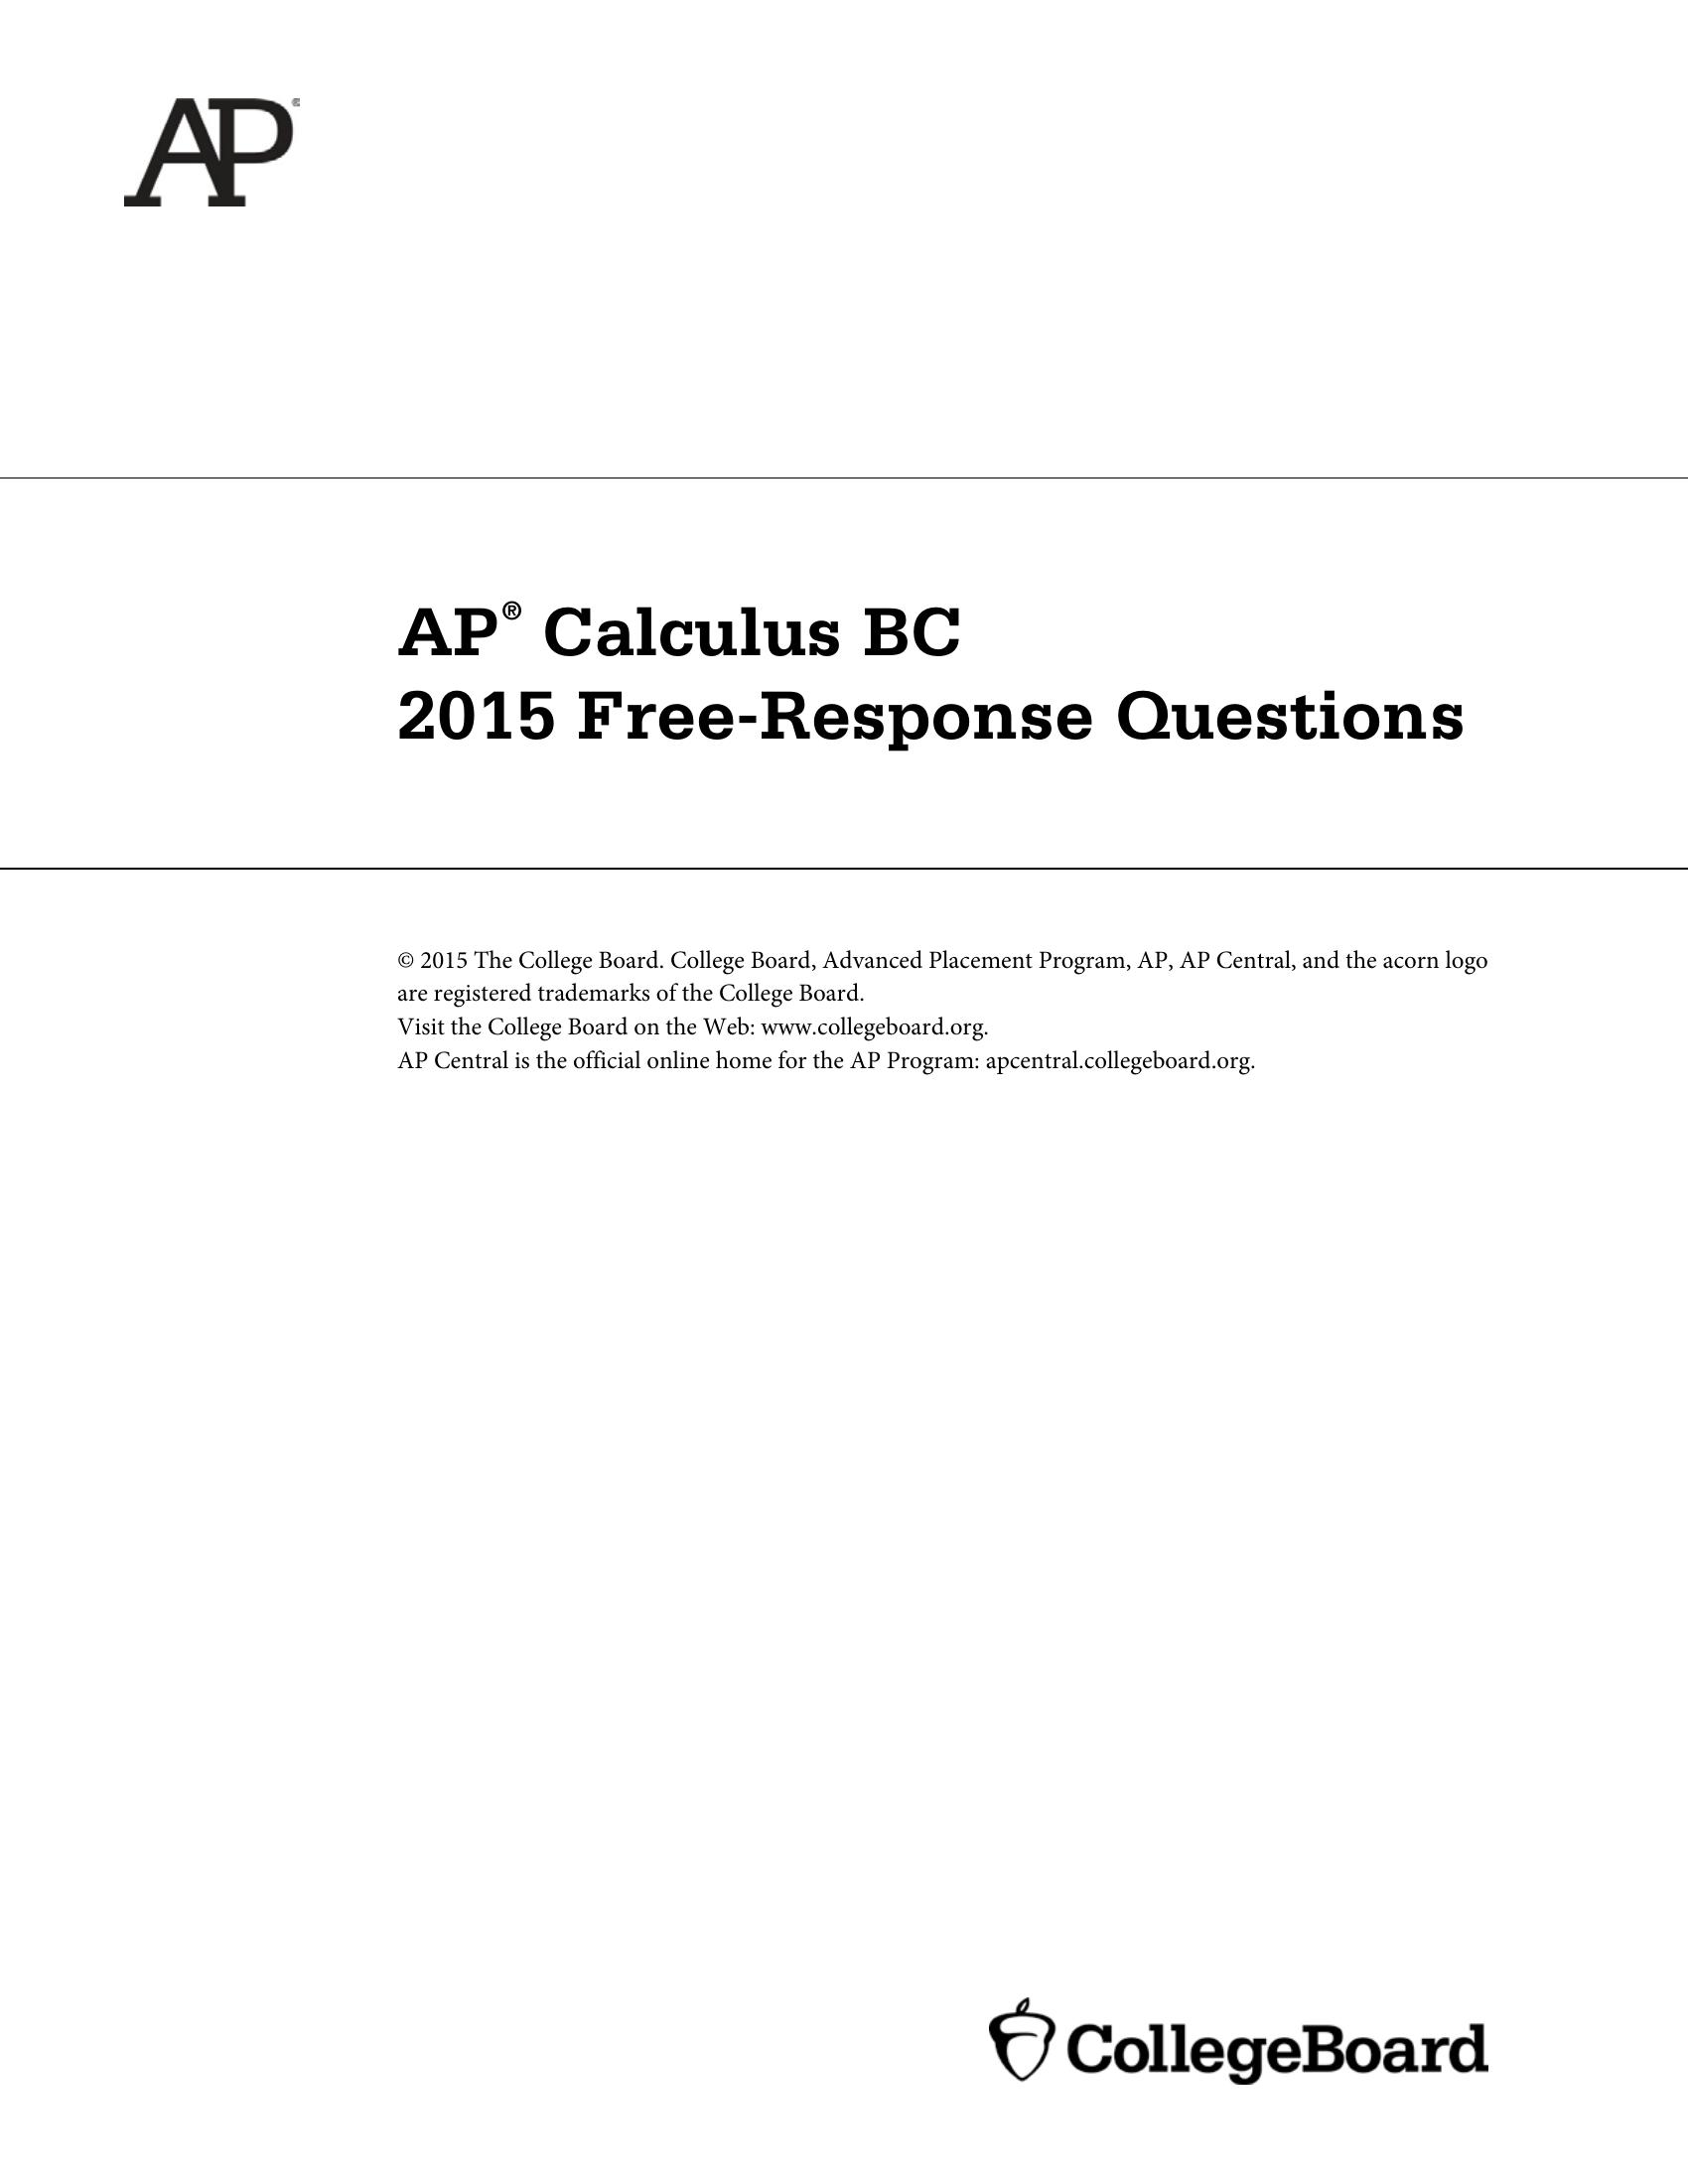 AP®
AP® Calculus BC
2015 Free-Response Questions
© 2015 The College Board. College Board, Advanced Placement Program, AP, AP Central, and the acorn logo
are registered trademarks of the College Board.
Visit the College Board on the Web: www.collegeboard.org.
AP Central is the official online home for the AP Program: apcentral.collegeboard.org.
CollegeBoard